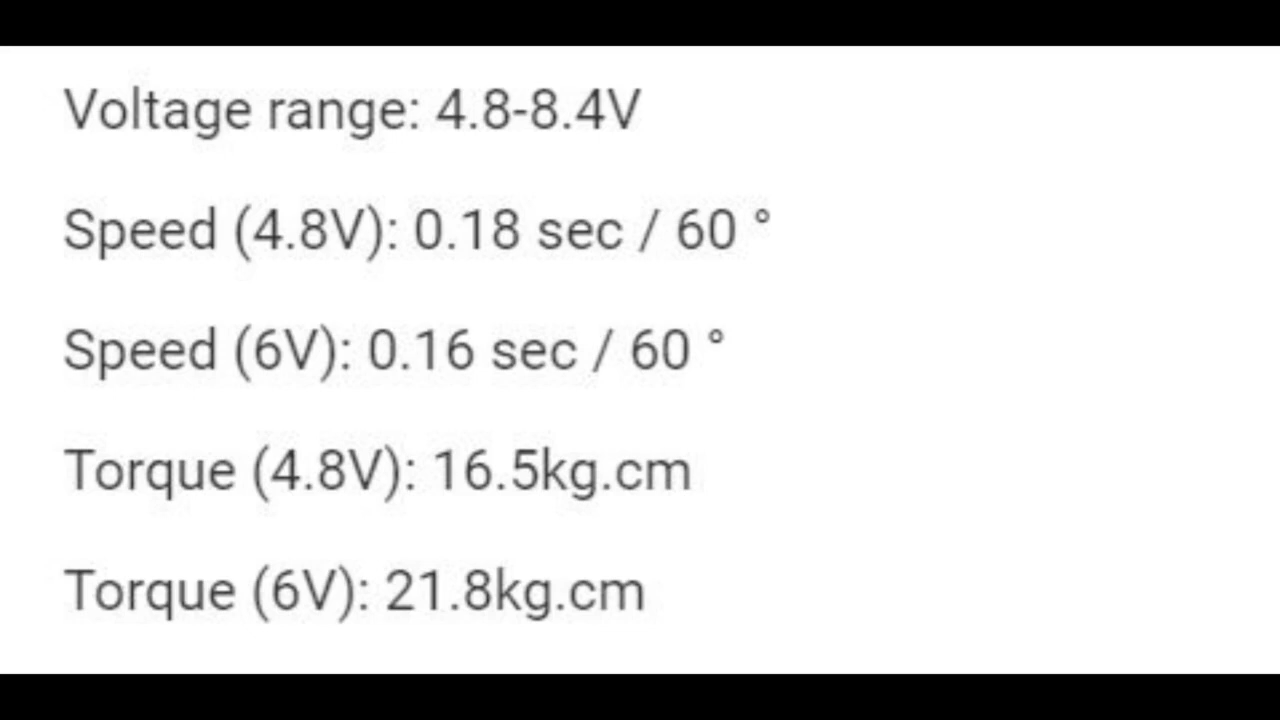 Voltage range: 4.8-8.4V
Speed (4.8V): 0.18 sec / 60 °
Speed (6V): 0.16 sec / 60 °
Torque (4.8V): 16.5kg.cm
Torque (6V): 21.8kg.cm